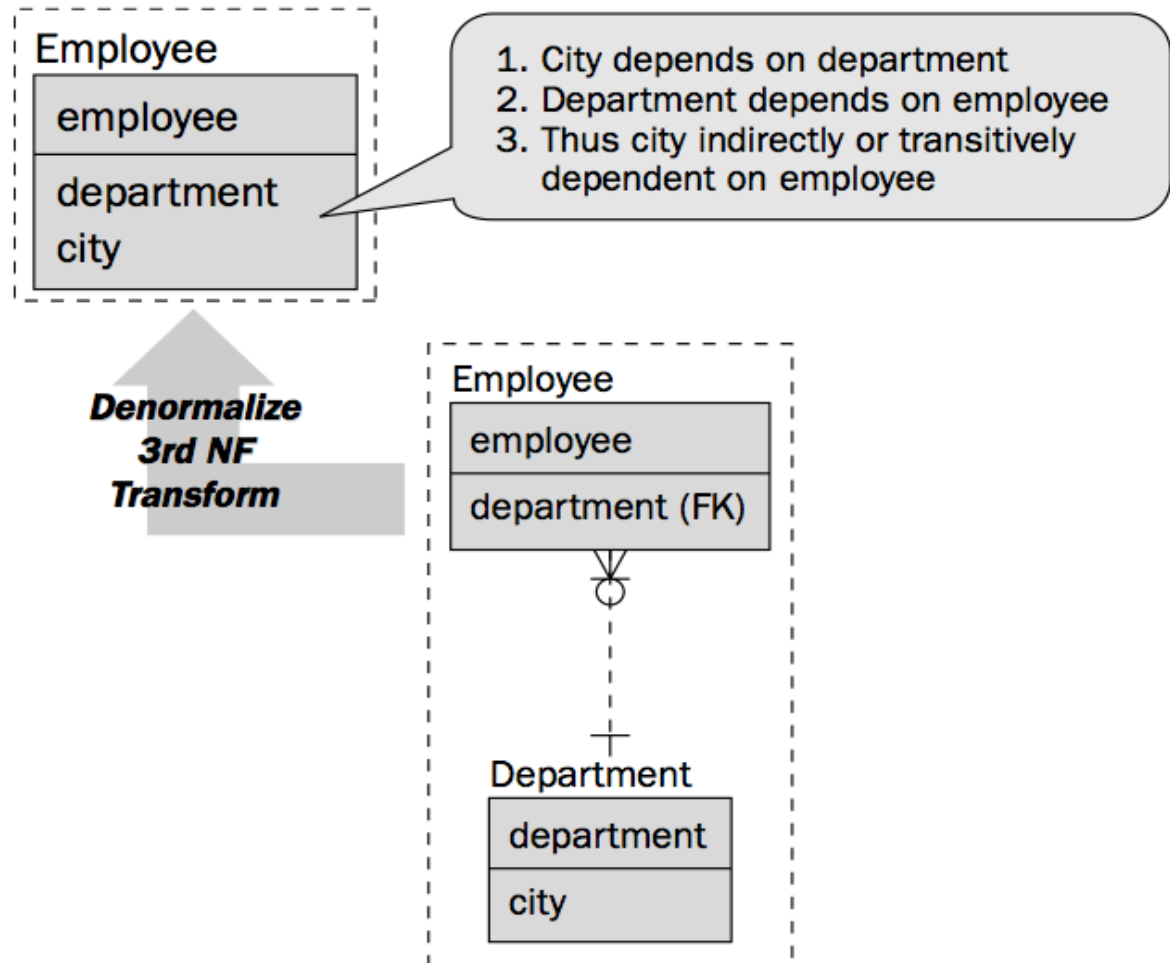 Employee
employee
department
city
1. City depends on department
2. Department depends on employee
3. Thus city indirectly or transitively
dependent on employee
Denormalize
3rd NF
Transform
Employee
employee
department (FK)
Department
department
city